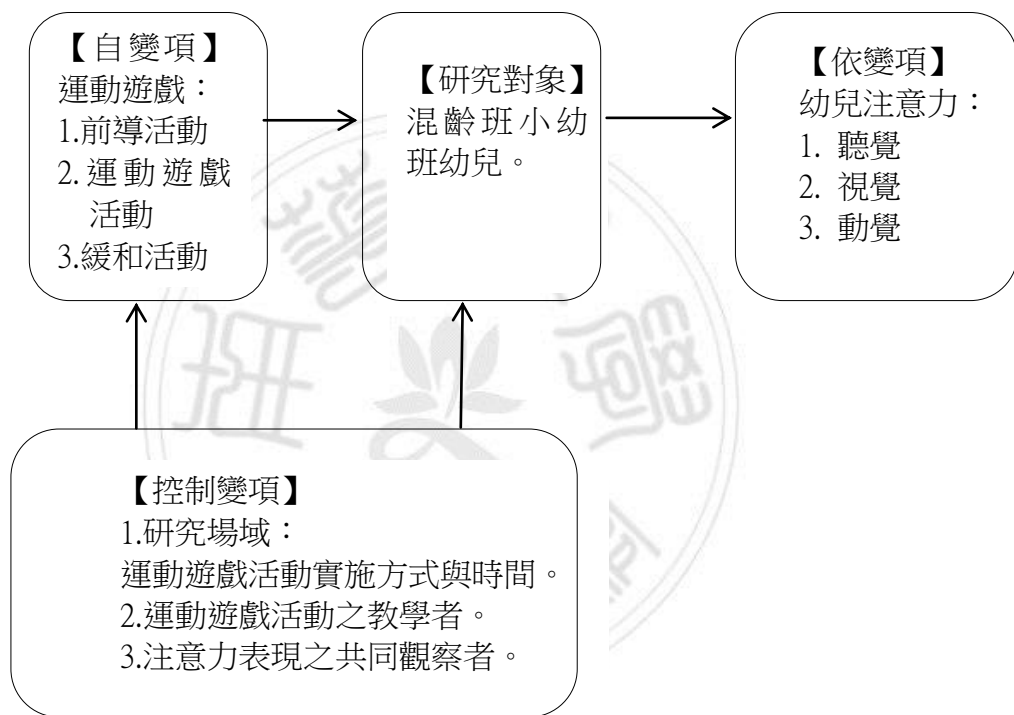 【自變項】
運動遊戲：
1.前導活動
2.運動遊戲
活動
3.緩和活動
【研究對象】
混齡班小幼
班幼兒。
【依變項】
幼兒注意力：
1. 聽覺
2. 視覺
3. 動覺
【控制變項】
1.研究場域：
運動遊戲活動實施方式與時間。
2.運動遊戲活動之教學者。
3.注意力表現之共同觀察者。